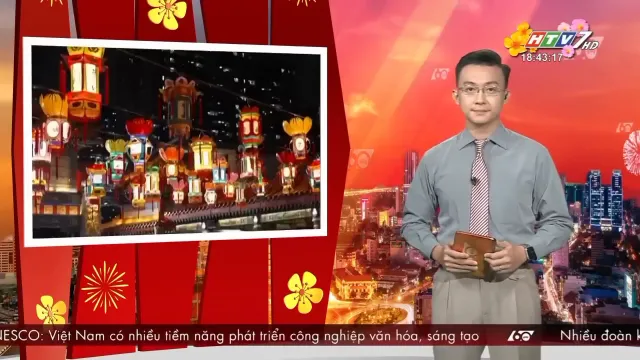 HTV7 HD
18:43:17
NESCO: Việt Nam có nhiều tiềm năng phát triển công nghiệp văn hóa, sáng tạo
60
Nhiều đoàn